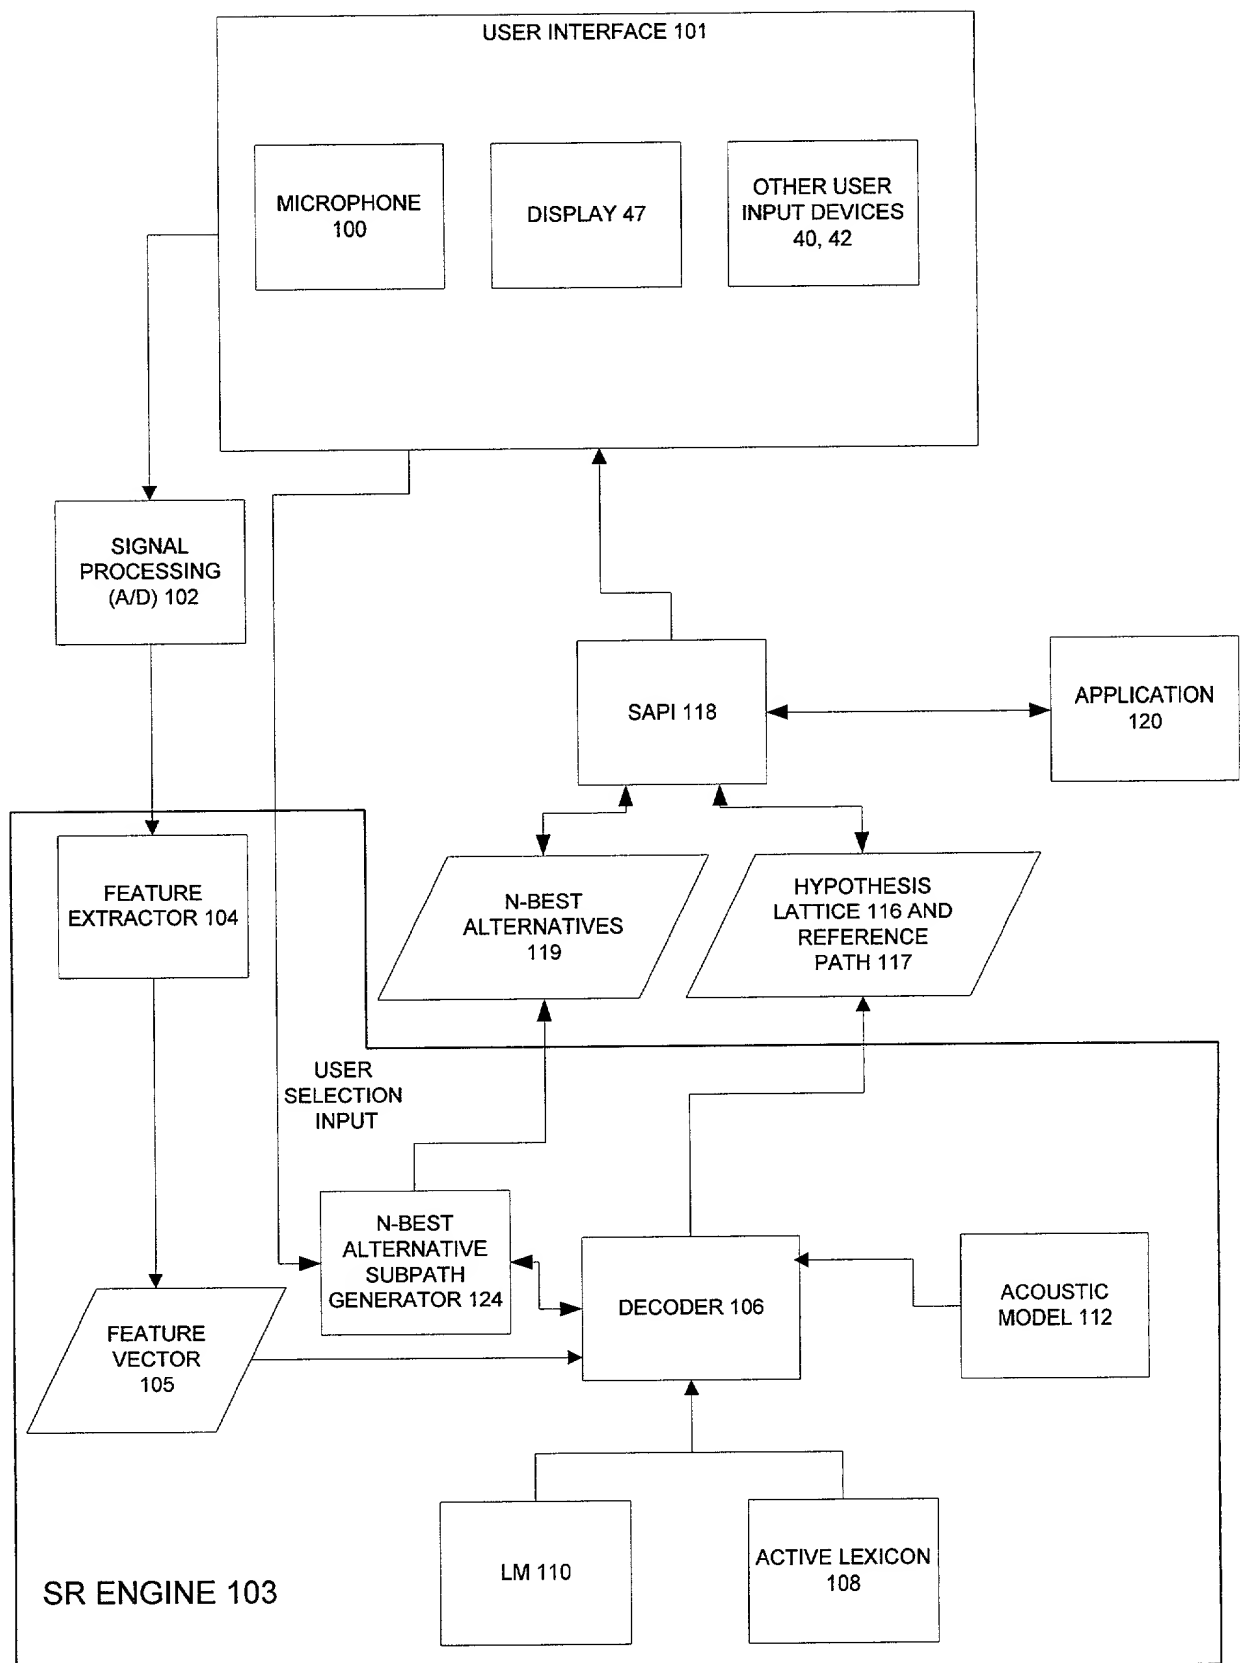 USER INTERFACE 101
MICROPHONE
100
DISPLAY 47
OTHER USER
INPUT DEVICES
40, 42
SIGNAL
PROCESSING
(A/D) 102
SAPI 118
APPLICATION
120
FEATURE
EXTRACTOR 104
N-BEST
ALTERNATIVES
119
HYPOTHESIS
LATTICE 116 AND
REFERENCE
PATH 117
USER
SELECTION
INPUT
N-BEST
ALTERNATIVE
SUBPATH
GENERATOR 124
DECODER 106
ACOUSTIC
MODEL 112
FEATURE
VECTOR
105
LM 110
ACTIVE LEXICON
108
SR ENGINE 103